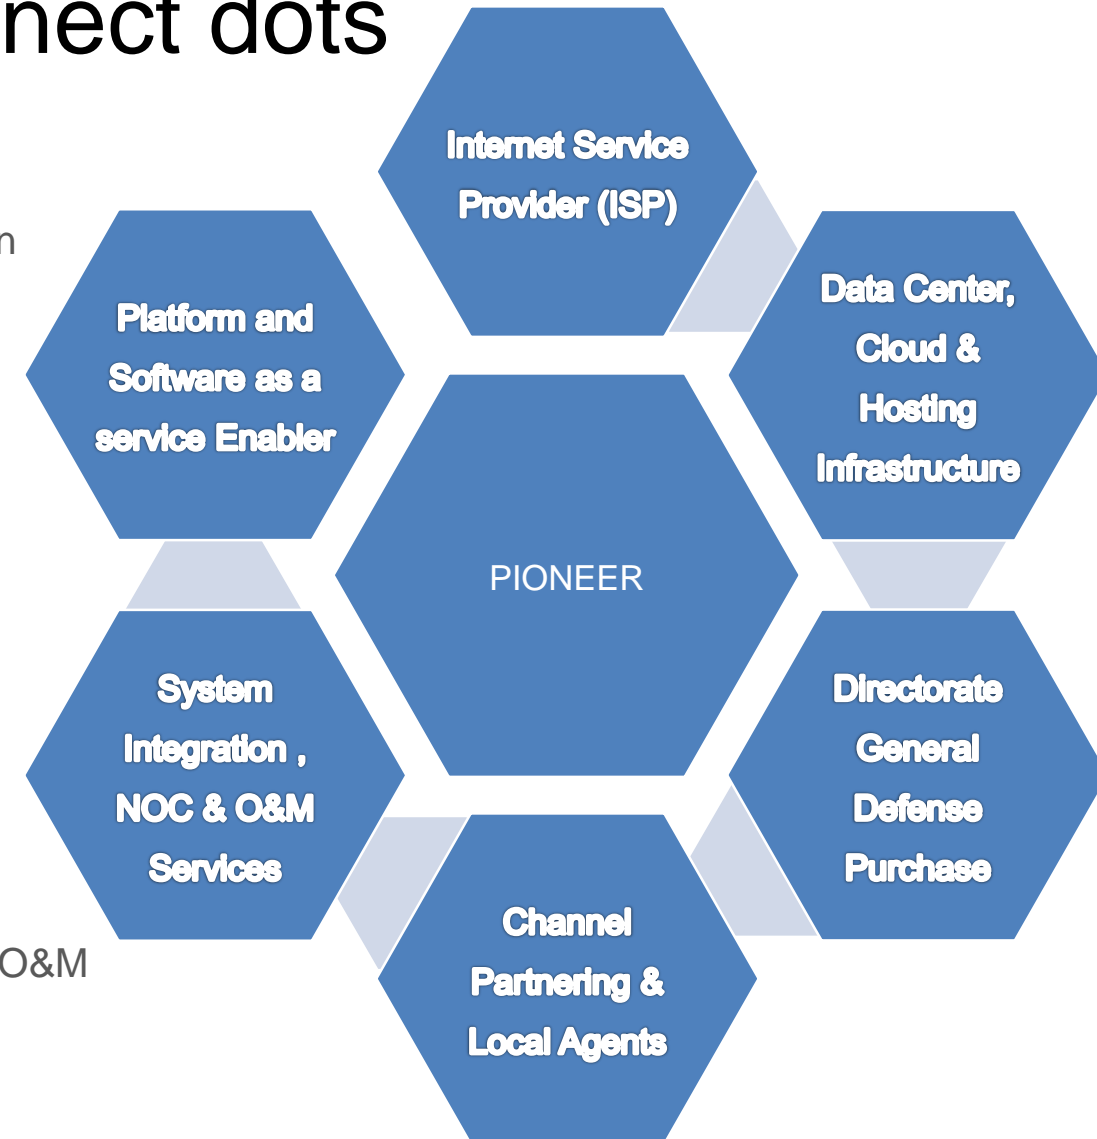 nect dots
Internet Service
Provider (ISP)
n
Data Center,
Cloud &
Hosting
Infrastructure
Platform and
Software as a
service Enabler
PIONEER
System
Integration ,
NOC & O&M
Services
Directorate
General
Defense
Purchase
Channel
Partnering &
Local Agents
O&M